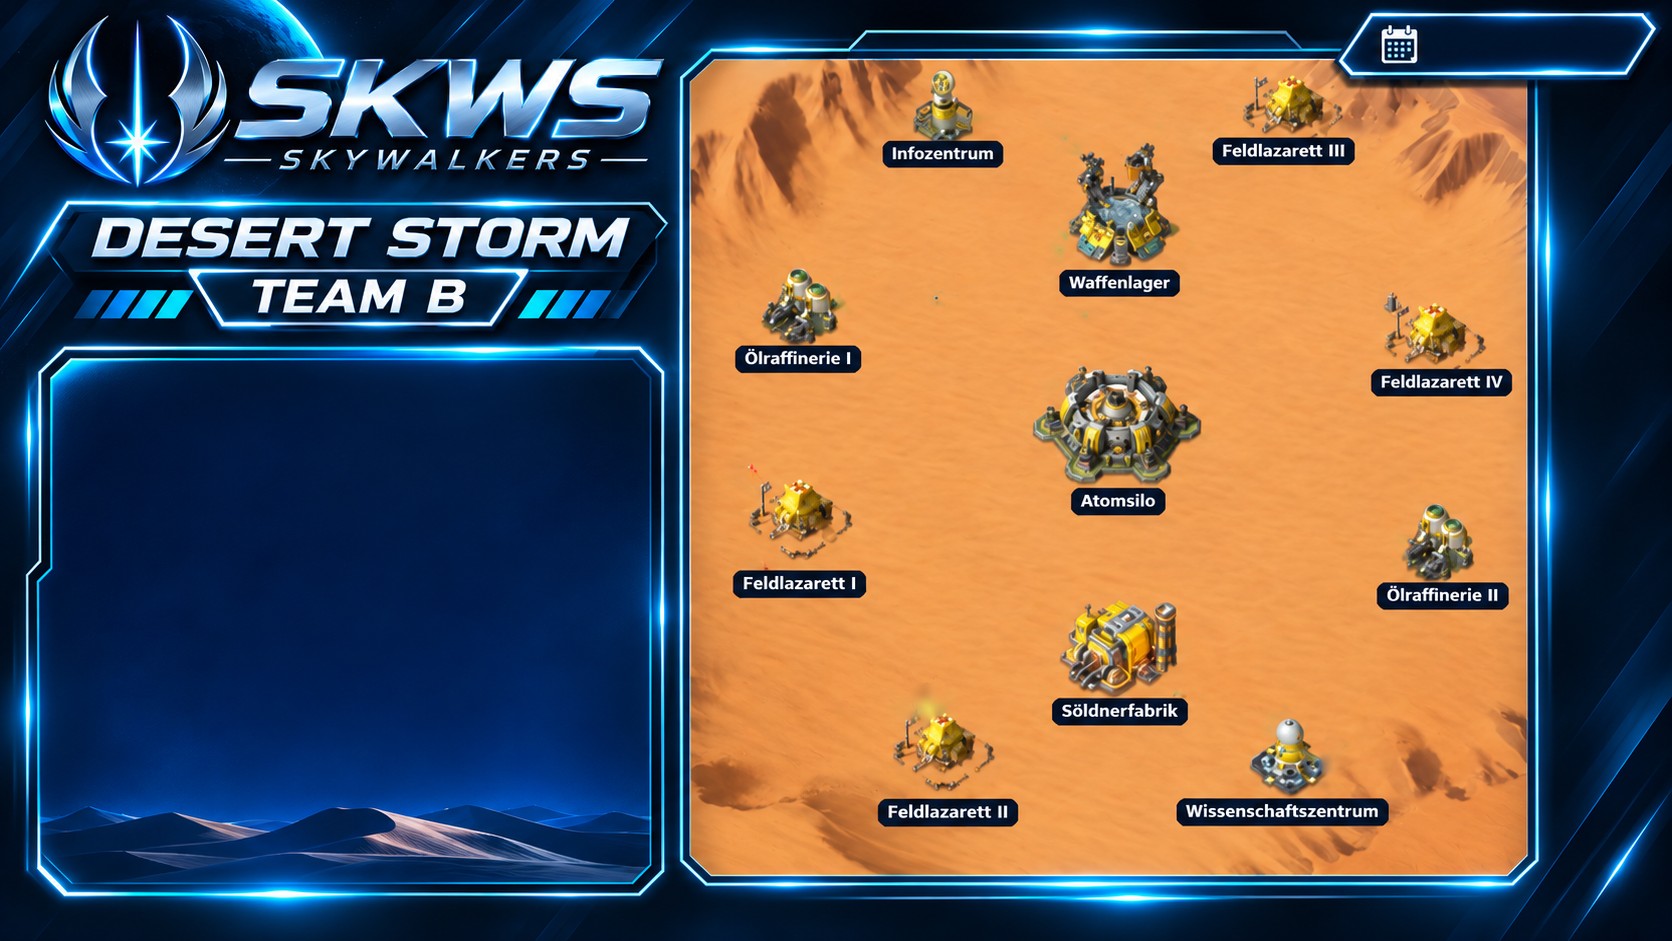 SKWS
SKYWALKERS
DESERT STORM
TEAM B
Infozentrum
Feldlazarett III
Waffenlager
Ölraffinerie I
Feldlazarett IV
Atomsilo
Feldlazarett I
Ölraffinerie II
Söldnerfabrik
Feldlazarett II
Wissenschaftszentrum